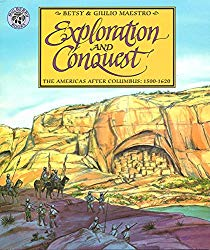 BETSY & GIULIO MAESTRO
Exploration
AND
Conquest
THE AMERICAS AFTER COLUMBUS: 1500-1620